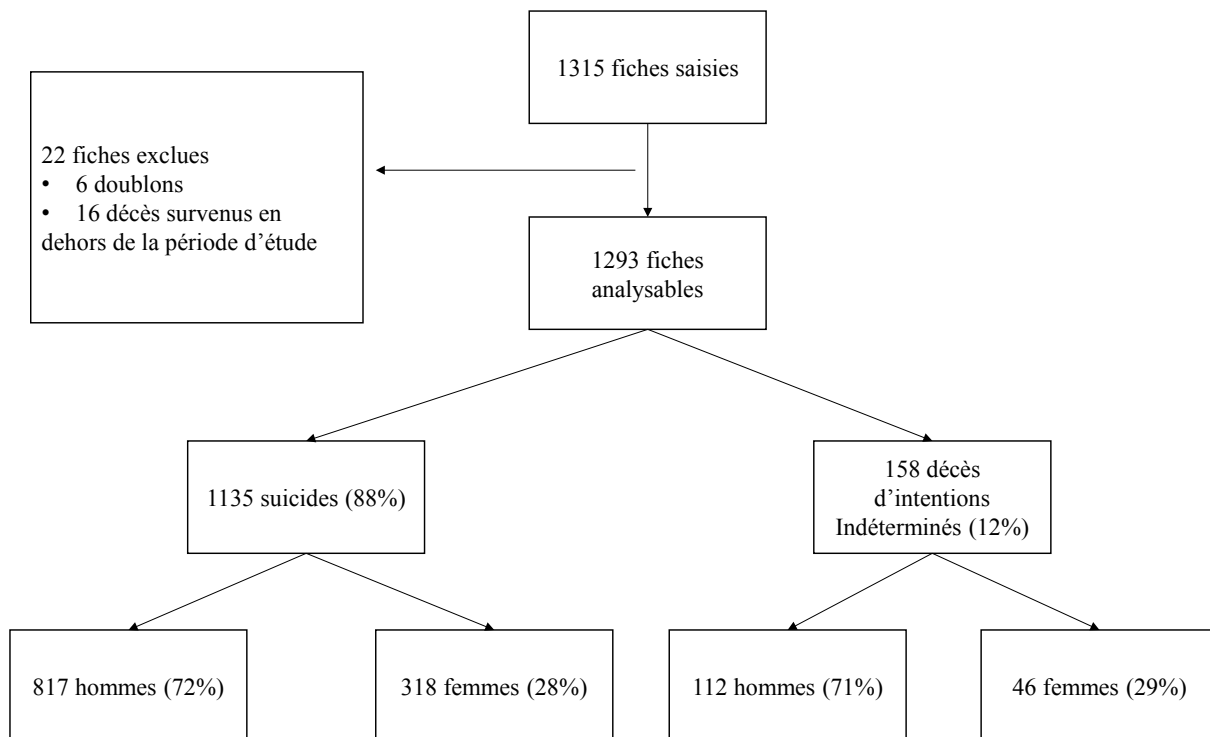 1315 fiches saisies
22 fiches exclues
• 6 doublons
• 16 décès survenus en
dehors de la période d’étude
1293 fiches
analysables
1135 suicides (88%)
158 décès
d’intentions
Indéterminés (12%)
817 hommes (72%)
318 femmes (28%)
112 hommes (71%)
46 femmes (29%)